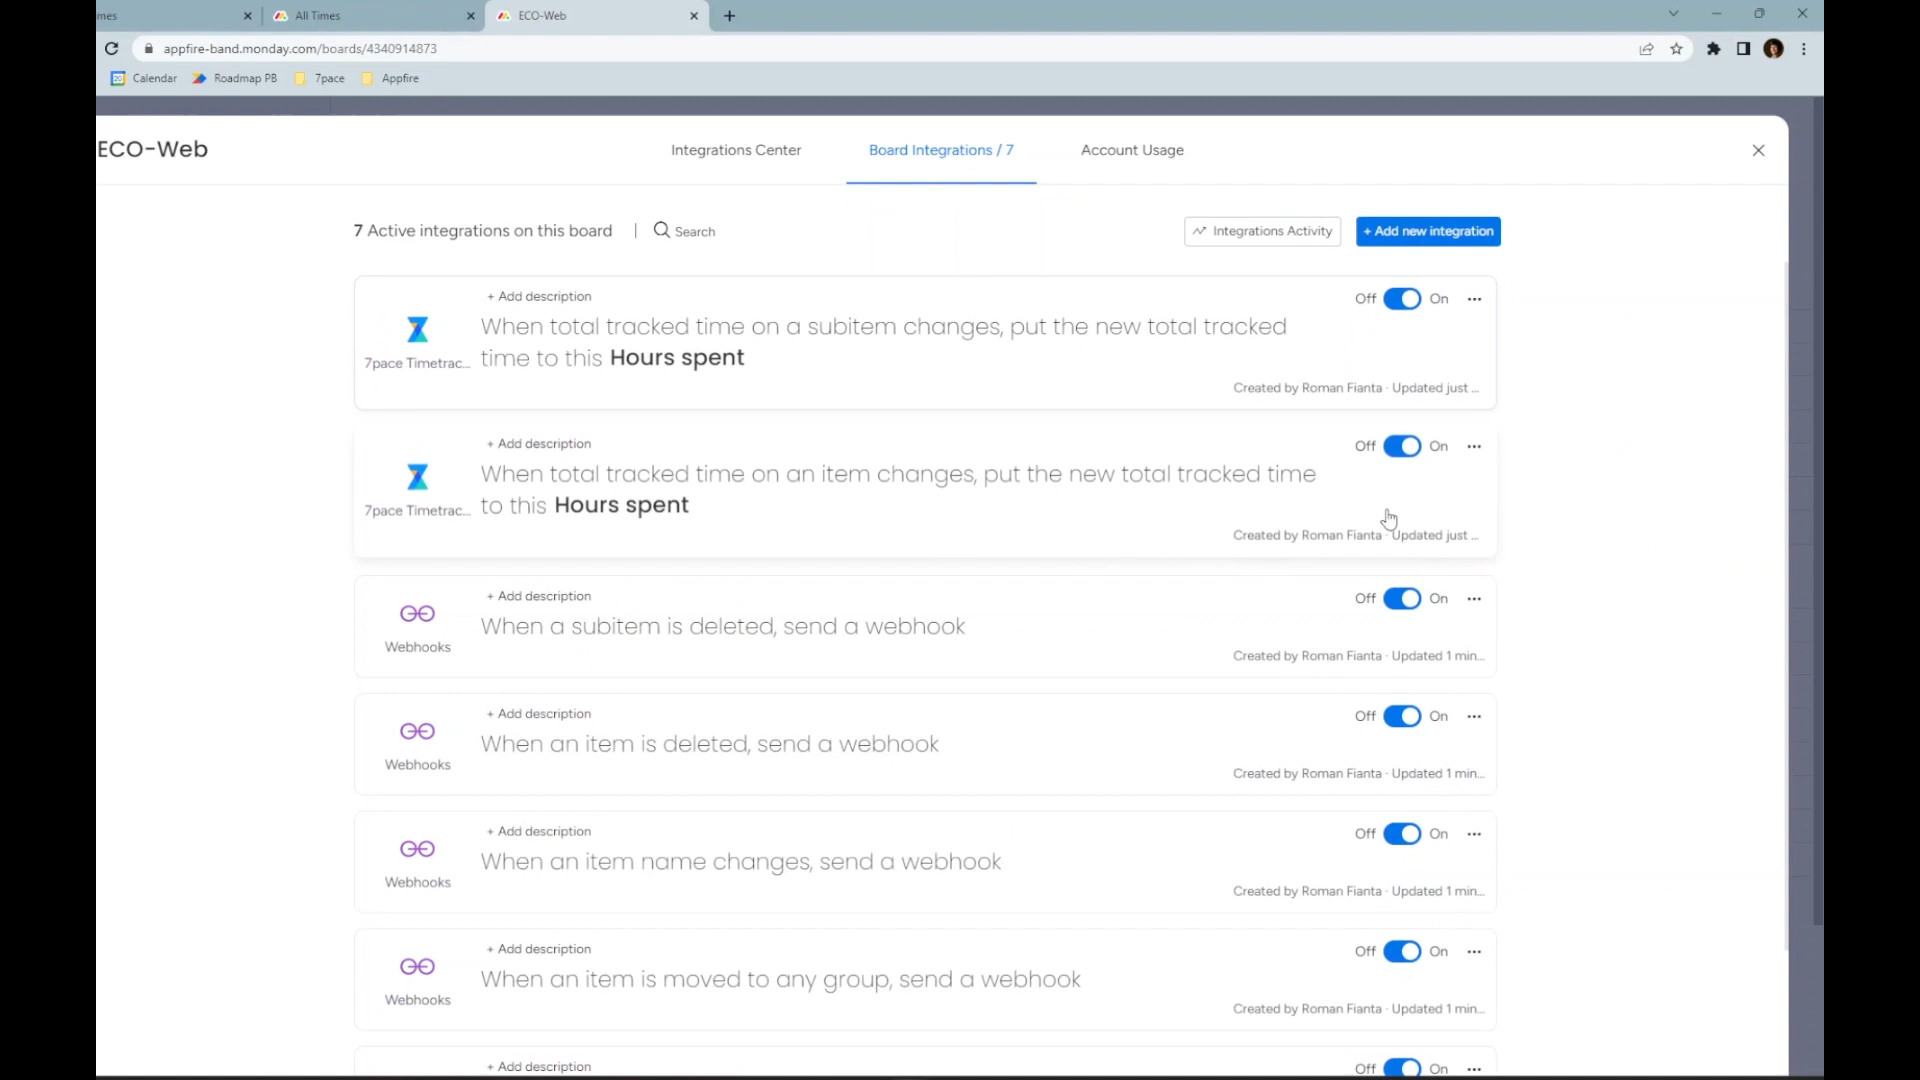 mes
All Times
ECO-Web
appfire-band.monday.com/boards/4340914873
20 Calendar
Roadmap PB
7pace
Appfire
ECO-Web
Integrations Center
Board Integrations / 7
Account Usage
7 Active integrations on this board
Search
Integrations Activity
+ Add new integration
+ Add description
Off On
When total tracked time on a subitem changes, put the new total tracked
time to this Hours spent
7pace Timetrac...
Created by Roman Fianta · Updated just ...
+ Add description
Off On
When total tracked time on an item changes, put the new total tracked time
to this Hours spent
7pace Timetrac...
Created by Roman Fianta · Updated just ...
+ Add description
Off On
When a subitem is deleted, send a webhook
Webhooks
Created by Roman Fianta · Updated 1 min...
+ Add description
Off On
When an item is deleted, send a webhook
Webhooks
Created by Roman Fianta · Updated 1 min...
+ Add description
Off On
When an item name changes, send a webhook
Webhooks
Created by Roman Fianta · Updated 1 min...
+ Add description
Off On
When an item is moved to any group, send a webhook
Webhooks
Created by Roman Fianta · Updated 1 min...
+ Add description
Off On